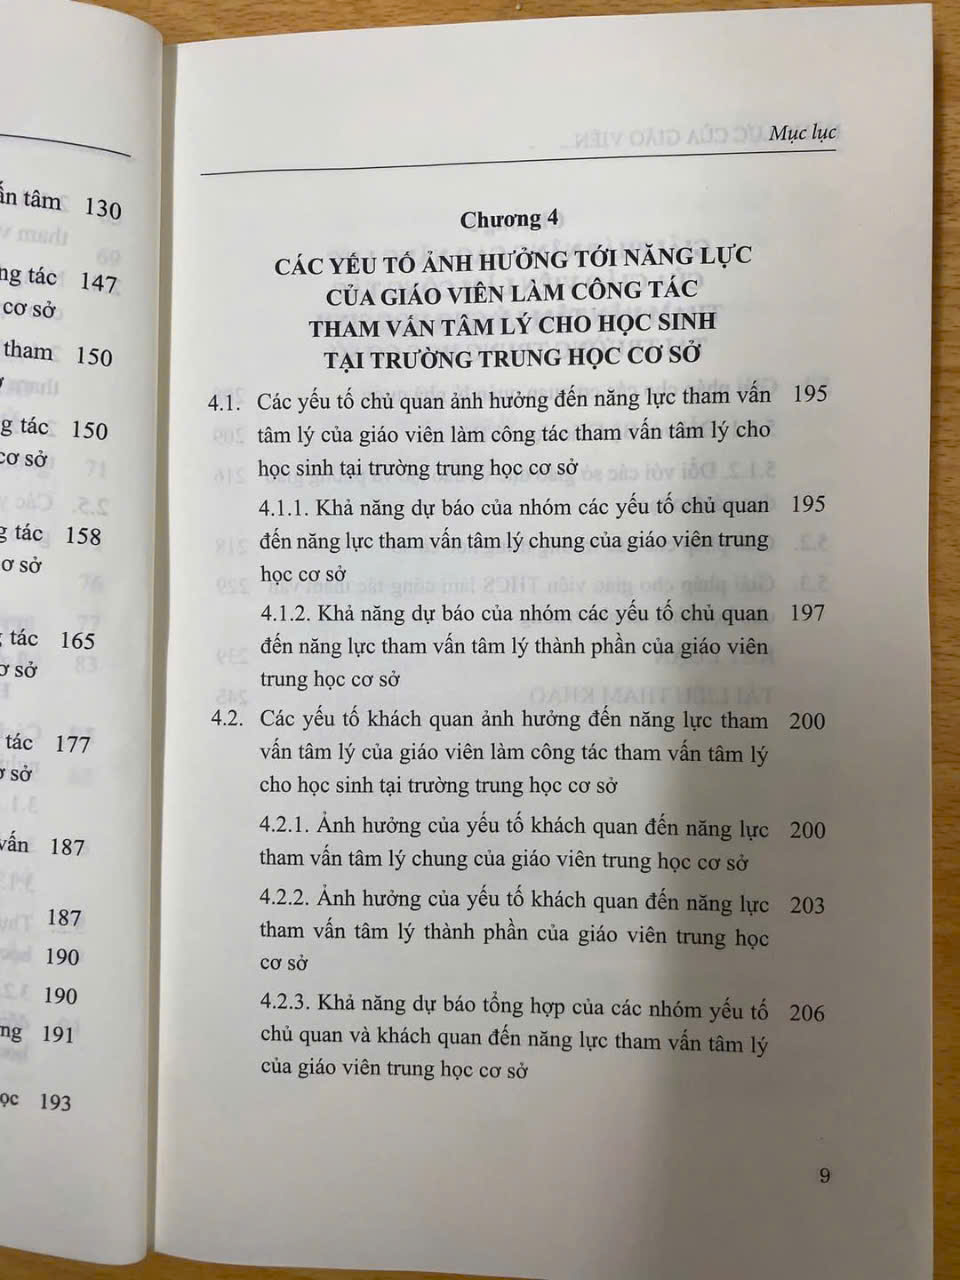 ấn tâm 130
ng tác 147
cơ sở
tham 150
g tác 150
cơ sở
g tác 158
ơ sở
tác 165
ơ sở
tác 177
ơ sở
vấn 187
187
190
190
ng 191
ọc 193
Mục lục
Chương 4
CÁC YẾU TỐ ẢNH HƯỞNG TỚI NĂNG LỰC
CỦA GIÁO VIÊN LÀM CÔNG TÁC
THAM VẤN TÂM LÝ CHO HỌC SINH
TẠI TRƯỜNG TRUNG HỌC CƠ SỞ
4.1. Các yếu tố chủ quan ảnh hưởng đến năng lực tham vấn 195
tâm lý của giáo viên làm công tác tham vấn tâm lý cho
học sinh tại trường trung học cơ sở
4.1.1. Khả năng dự báo của nhóm các yếu tố chủ quan 195
đến năng lực tham vấn tâm lý chung của giáo viên trung
học cơ sở
4.1.2. Khả năng dự báo của nhóm các yếu tố chủ quan 197
đến năng lực tham vấn tâm lý thành phần của giáo viên
trung học cơ sở
4.2. Các yếu tố khách quan ảnh hưởng đến năng lực tham 200
vấn tâm lý của giáo viên làm công tác tham vấn tâm lý
cho học sinh tại trường trung học cơ sở
4.2.1. Ảnh hưởng của yếu tố khách quan đến năng lực 200
tham vấn tâm lý chung của giáo viên trung học cơ sở
4.2.2. Ảnh hưởng của yếu tố khách quan đến năng lực 203
tham vấn tâm lý thành phần của giáo viên trung học
cơ sở
4.2.3. Khả năng dự báo tổng hợp của các nhóm yếu tố 206
chủ quan và khách quan đến năng lực tham vấn tâm lý
của giáo viên trung học cơ sở
9